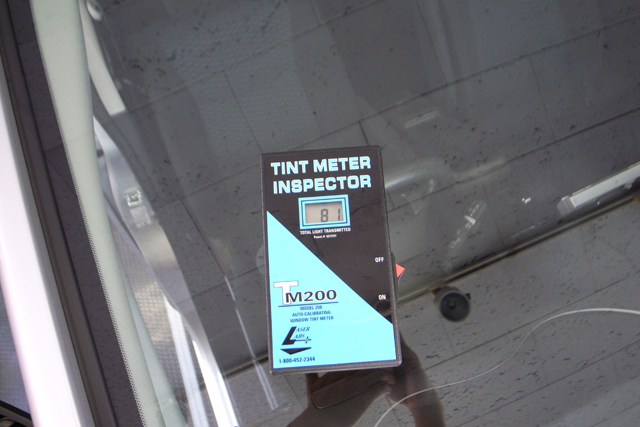 TINT METER
INSPECTOR
81
TOTAL LIGHT TRANSMITTED
OFF
ON
TM200
MODEL 200
AUTO-CALIBRATING
WINDOW TINT METER
LASER
LABS
1-800-452-2344